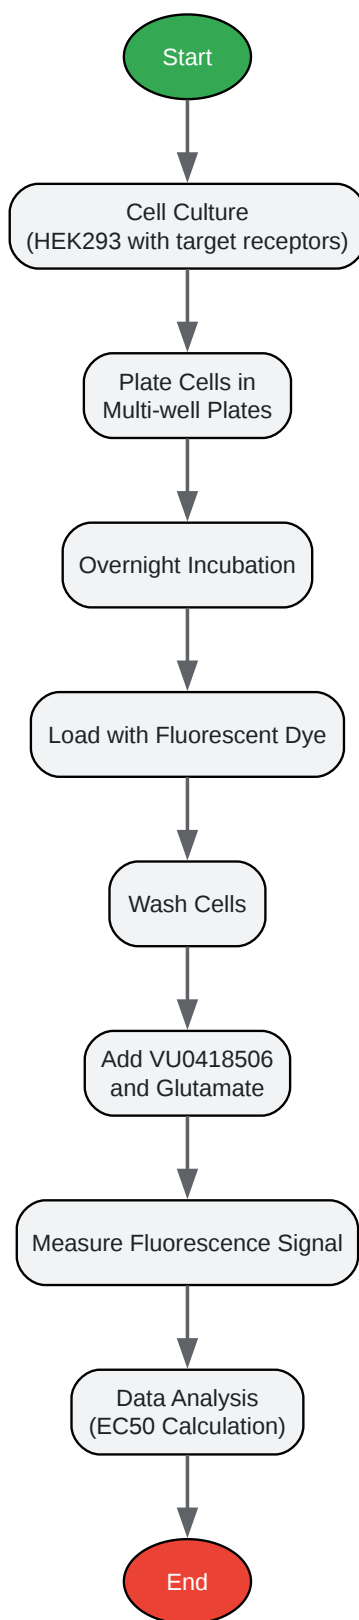 Start
Cell Culture
(HEK293 with target receptors)
Plate Cells in
Multi-well Plates
Overnight Incubation
Load with Fluorescent Dye
Wash Cells
Add VU0418506
and Glutamate
Measure Fluorescence Signal
Data Analysis
(EC50 Calculation)
End